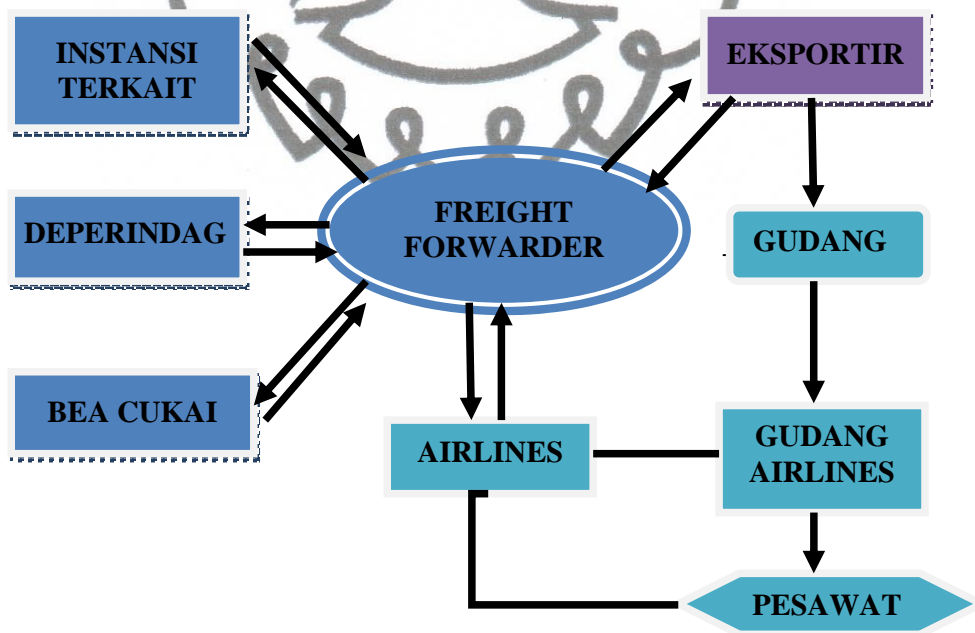 INSTANSI
TERKAIT
EKSPORTIR
DEPERINDAG
FREIGHT
FORWARDER
GUDANG
BEA CUKAI
AIRLINES
GUDANG
AIRLINES
PESAWAT